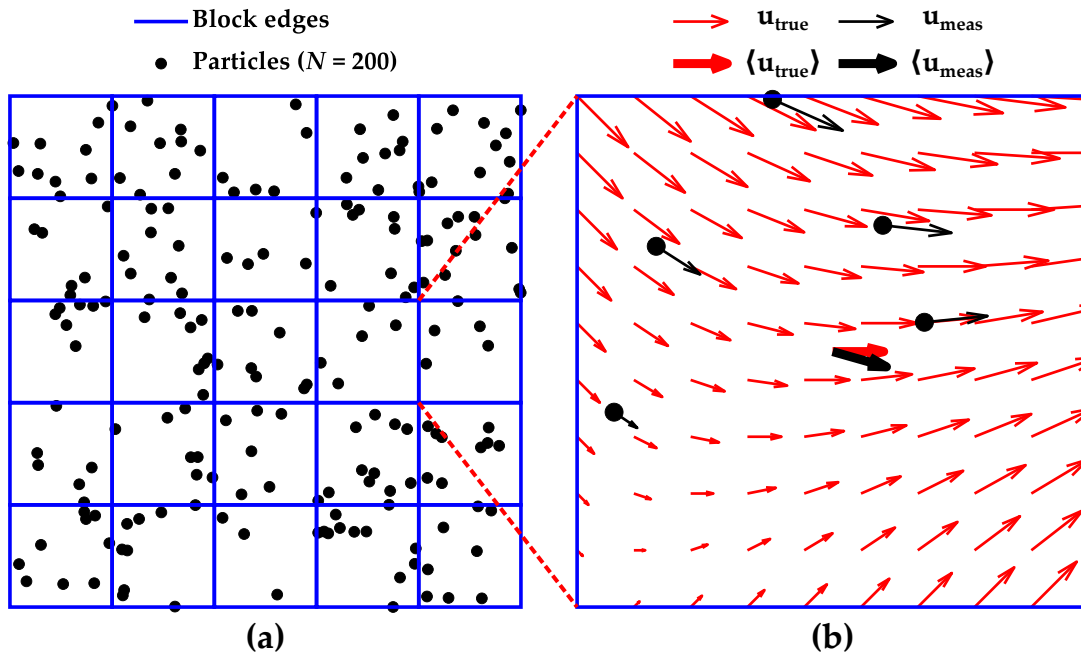 Block edges
Particles (N = 200)
u_true u_meas
⟨u_true⟩ ⟨u_meas⟩
(a)
(b)